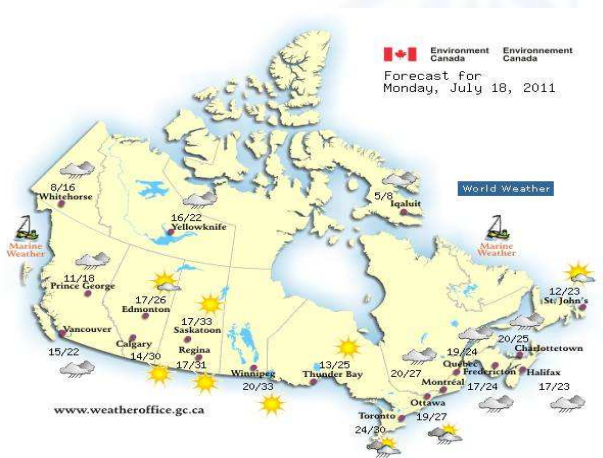 Environment Environnement
Canada Canada
Forecast for
Monday, July 18, 2011
World Weather
8/16
Whitehorse
5/8
Iqaluit
16/22
Yellowknife
Marine
Weather
Marine
Weather
11/18
Prince George
17/26
Edmonton
12/23
St. John's
17/33
Saskatoon
Vancouver
15/22
Calgary
14/30
Regina
17/31
Winnipeg
20/33
13/25
Thunder Bay
20/27
19/24
Québec
20/25
Charlottetown
Fredericton
17/24
Halifax
17/23
Montréal
Ottawa
19/27
Toronto
24/30
www.weatheroffice.gc.ca